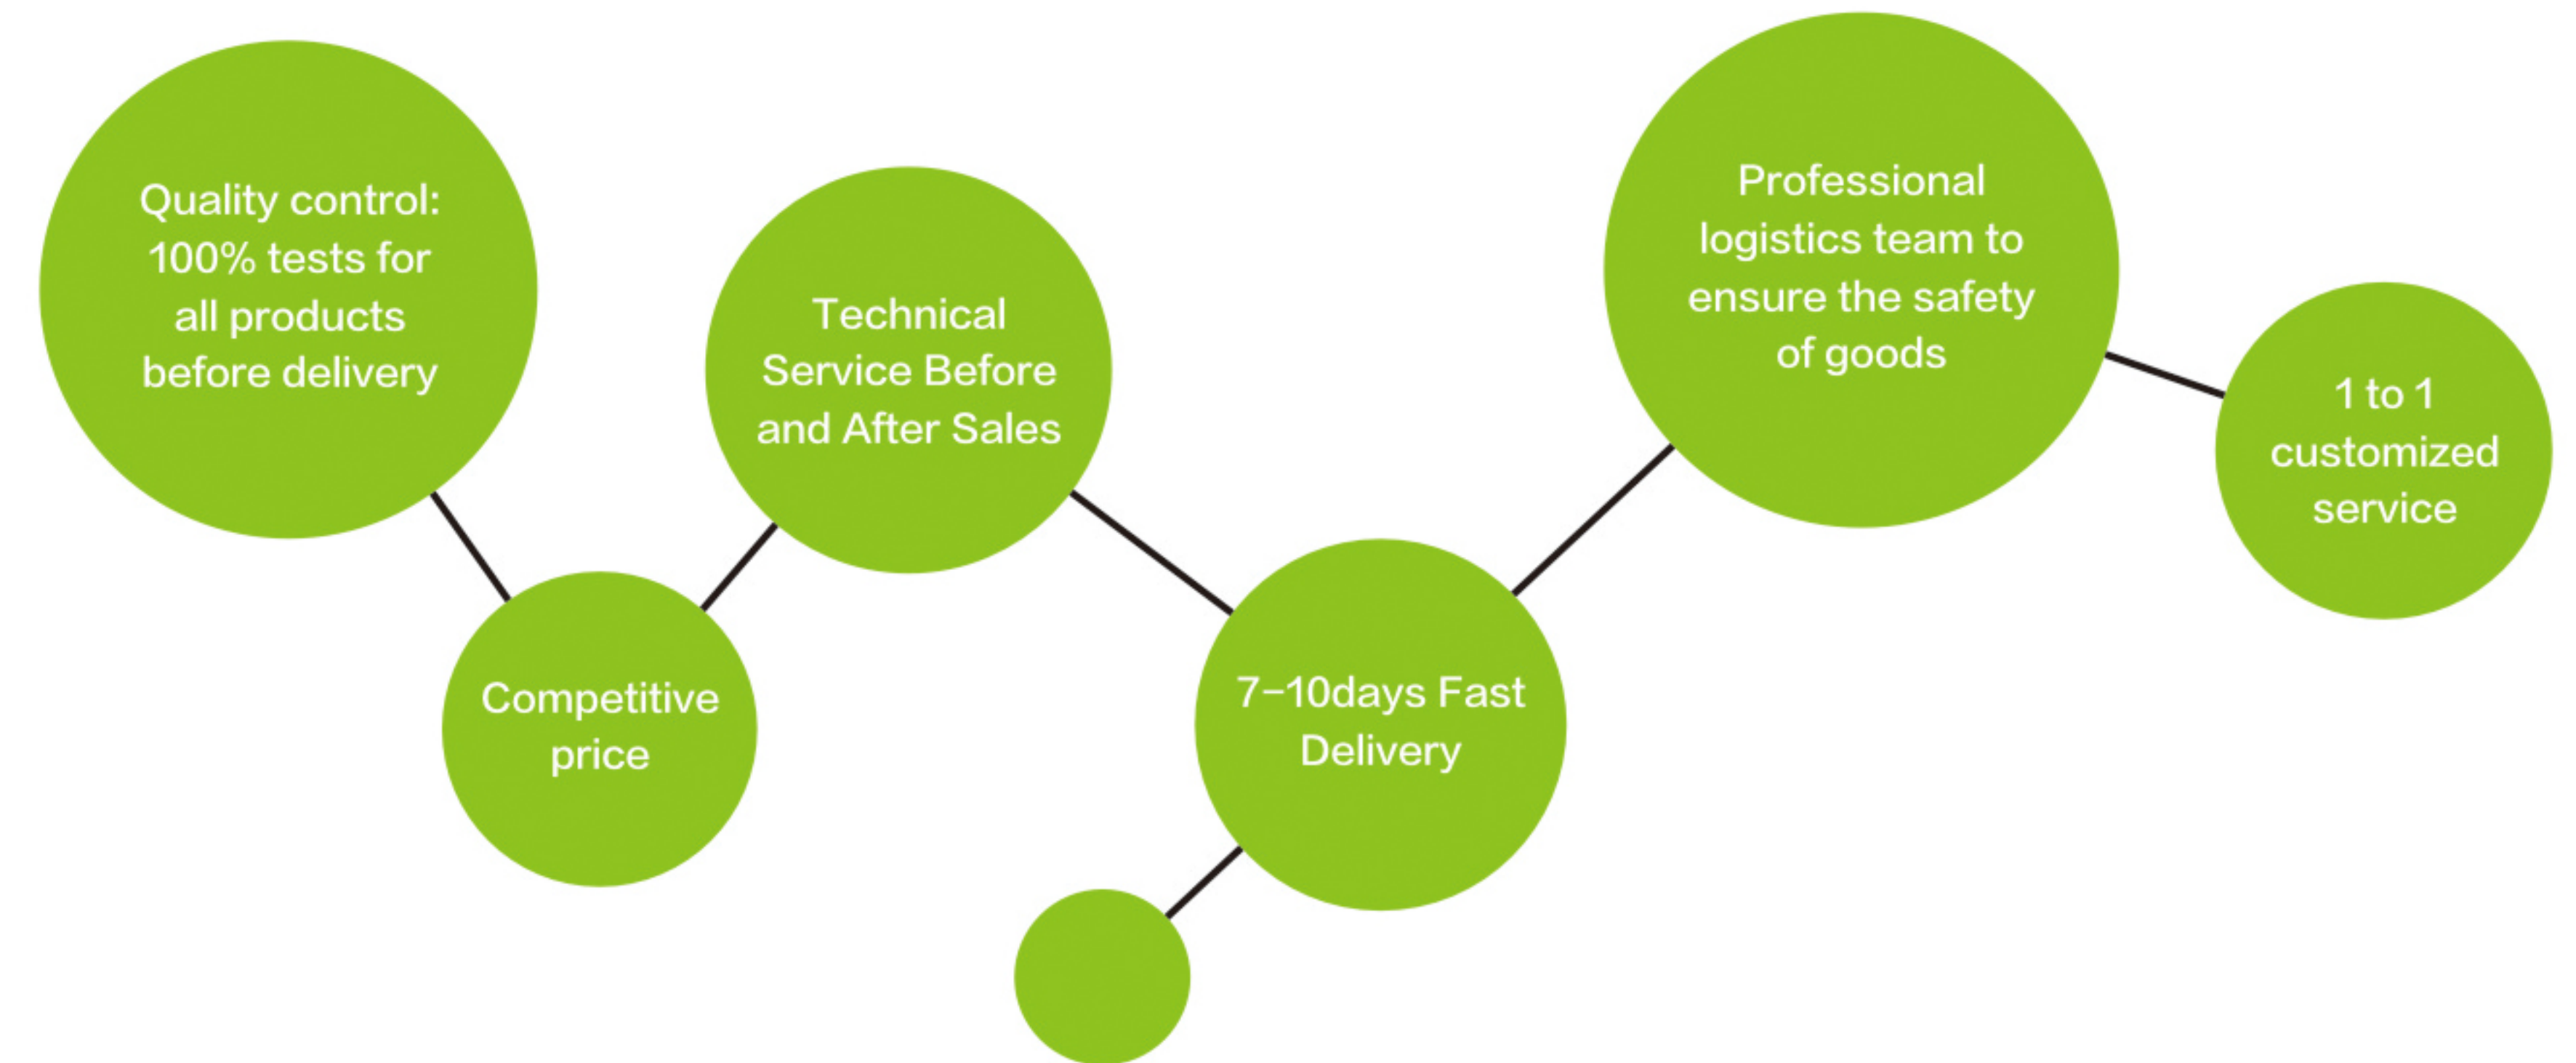 Quality control:
100% tests for
all products
before delivery
Competitive
price
Technical
Service Before
and After Sales
7-10days Fast
Delivery
Professional
logistics team to
ensure the safety
of goods
1 to 1
customized
service